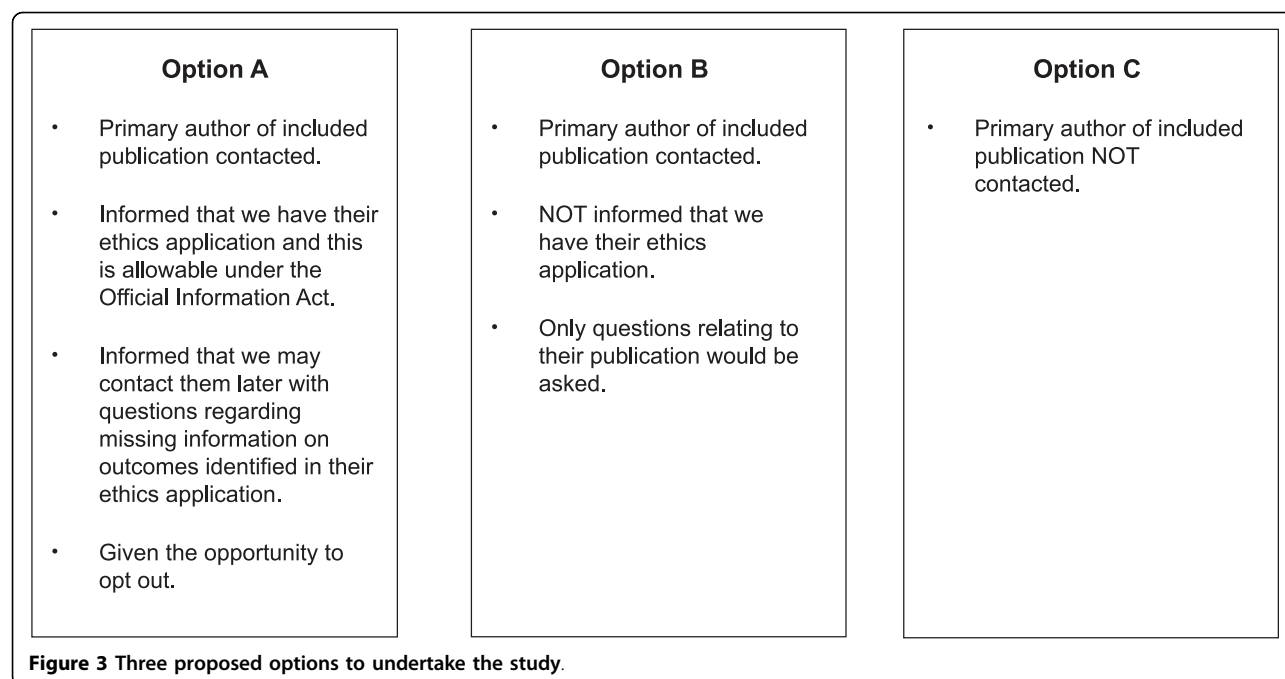 Option A
• Primary author of included
publication contacted.
• Informed that we have their
ethics application and this
is allowable under the
Official Information Act.
• Informed that we may
contact them later with
questions regarding
missing information on
outcomes identified in their
ethics application.
• Given the opportunity to
opt out.
Option B
• Primary author of included
publication contacted.
• NOT informed that we
have their ethics
application.
• Only questions relating to
their publication would be
asked.
Option C
• Primary author of included
publication NOT
contacted.
Figure 3 Three proposed options to undertake the study.